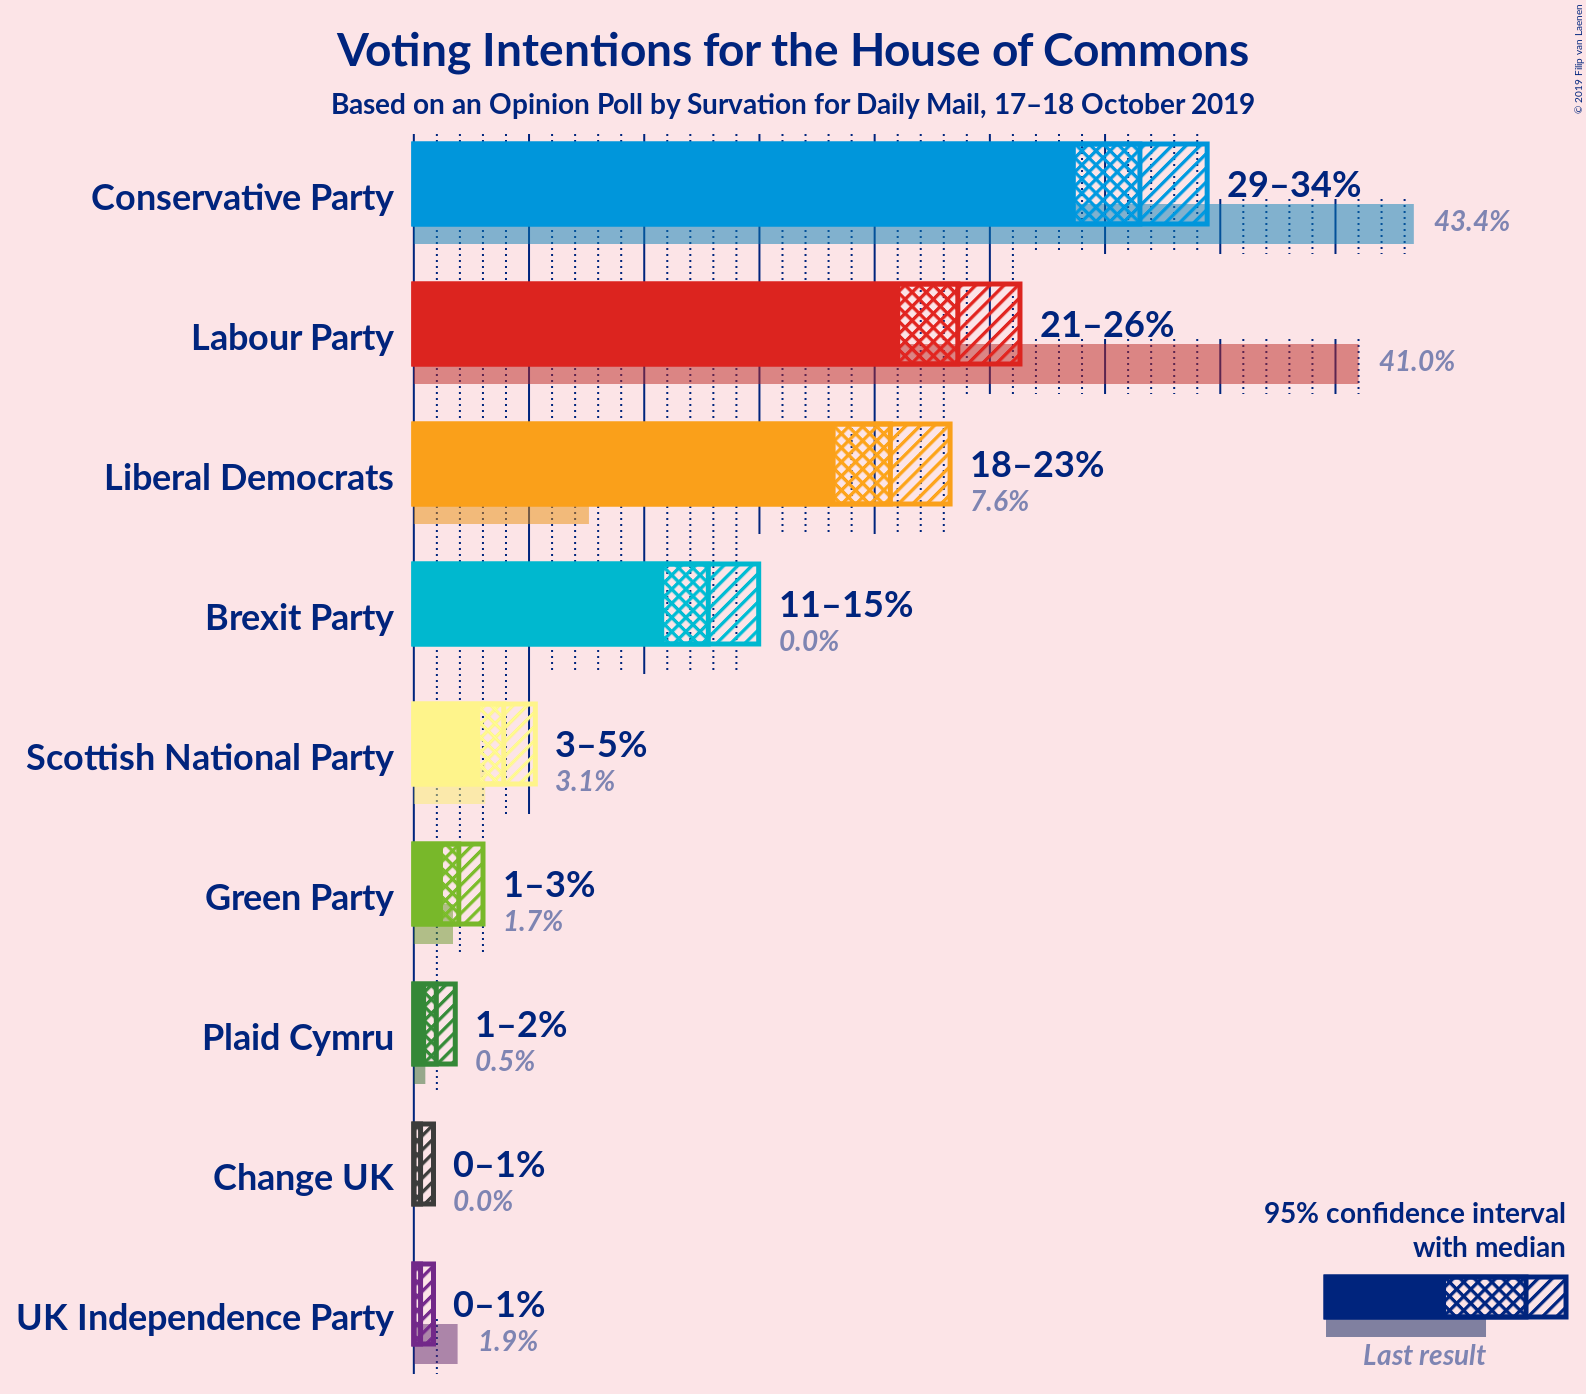 Voting Intentions for the House of Commons
Based on an Opinion Poll by Survation for Daily Mail, 17–18 October 2019
© 2019 Filip van Laenen
Conservative Party
29–34%
43.4%
Labour Party
21–26%
41.0%
Liberal Democrats
18–23%
7.6%
Brexit Party
11–15%
0.0%
Scottish National Party
3–5%
3.1%
Green Party
1–3%
1.7%
Plaid Cymru
1–2%
0.5%
Change UK
0–1%
0.0%
UK Independence Party
0–1%
1.9%
95% confidence interval
with median
Last result